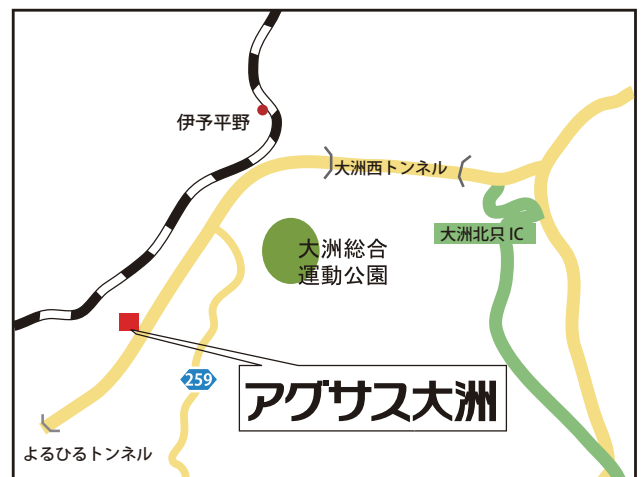 伊予平野
大洲西トンネル
大洲北只 IC
大洲総合
運動公園
259
アグサス大洲
よるひるトンネル